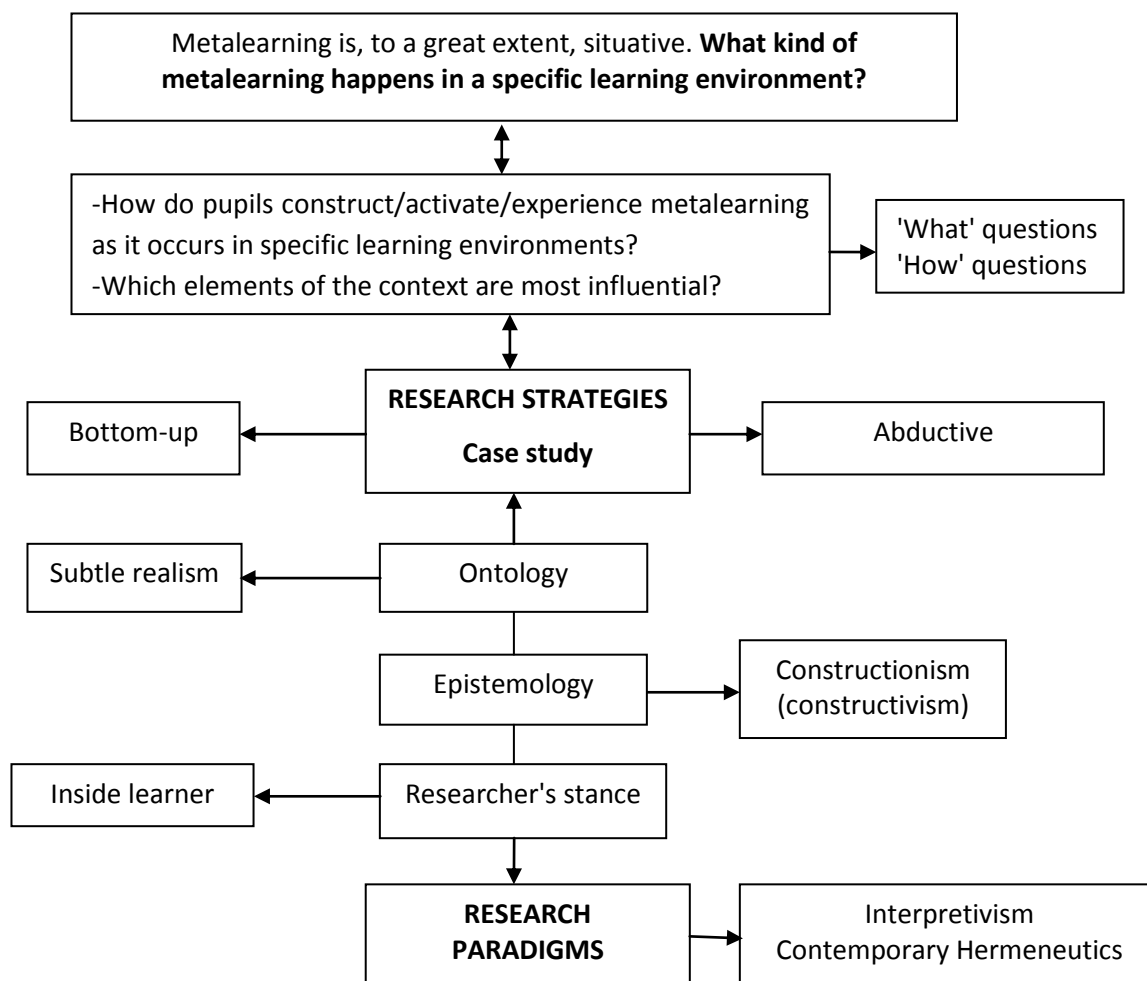 Metalearning is, to a great extent, situative. What kind of
metalearning happens in a specific learning environment?
-How do pupils construct/activate/experience metalearning
as it occurs in specific learning environments?
-Which elements of the context are most influential?
'What' questions
'How' questions
RESEARCH STRATEGIES
Case study
Bottom-up
Abductive
Subtle realism
Ontology
Epistemology
Constructionism
(constructivism)
Inside learner
Researcher's stance
RESEARCH
PARADIGMS
Interpretivism
Contemporary Hermeneutics